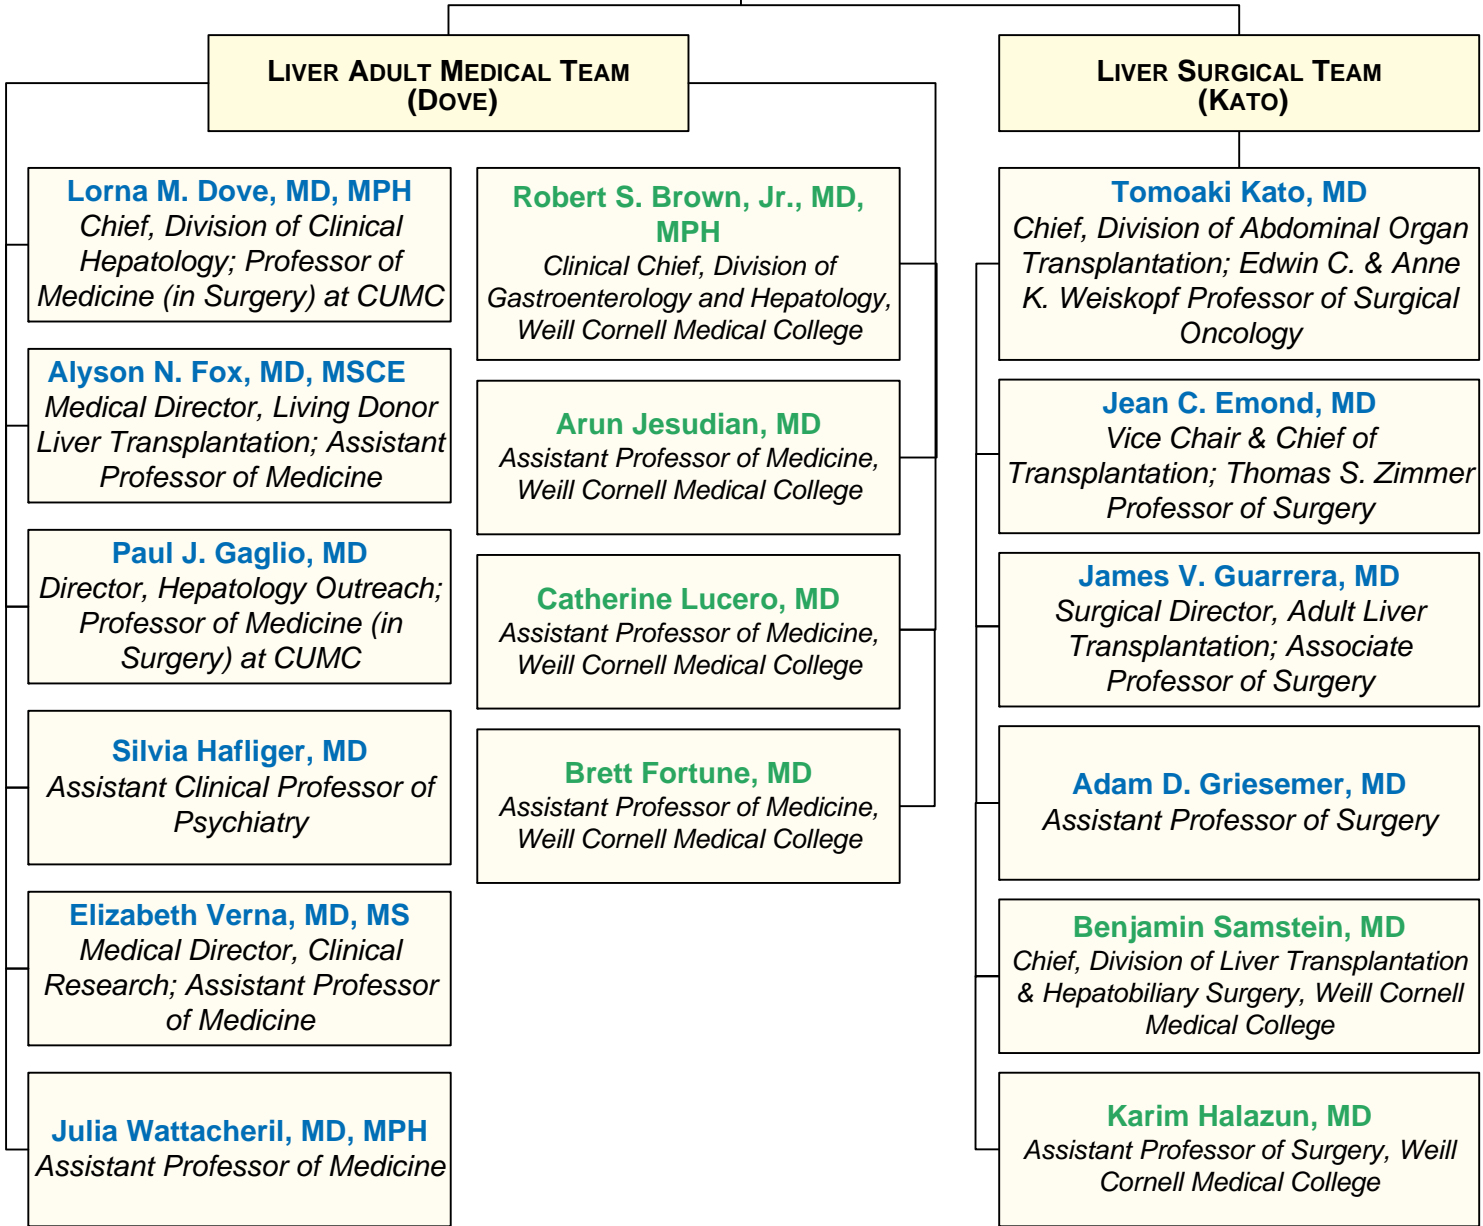 LIVER ADULT MEDICAL TEAM
(DOVE)
Lorna M. Dove, MD, MPH
Chief, Division of Clinical
Hepatology; Professor of
Medicine (in Surgery) at CUMC
Alyson N. Fox, MD, MSCE
Medical Director, Living Donor
Liver Transplantation; Assistant
Professor of Medicine
Paul J. Gaglio, MD
Director, Hepatology Outreach;
Professor of Medicine (in
Surgery) at CUMC
Silvia Hafliger, MD
Assistant Clinical Professor of
Psychiatry
Elizabeth Verna, MD, MS
Medical Director, Clinical
Research; Assistant Professor
of Medicine
Julia Wattacheril, MD, MPH
Assistant Professor of Medicine
Robert S. Brown, Jr., MD,
MPH
Clinical Chief, Division of
Gastroenterology and Hepatology,
Weill Cornell Medical College
Arun Jesudian, MD
Assistant Professor of Medicine,
Weill Cornell Medical College
Catherine Lucero, MD
Assistant Professor of Medicine,
Weill Cornell Medical College
Brett Fortune, MD
Assistant Professor of Medicine,
Weill Cornell Medical College
LIVER SURGICAL TEAM
(KATO)
Tomoaki Kato, MD
Chief, Division of Abdominal Organ
Transplantation; Edwin C. & Anne
K. Weiskopf Professor of Surgical
Oncology
Jean C. Emond, MD
Vice Chair & Chief of
Transplantation; Thomas S. Zimmer
Professor of Surgery
James V. Guarrera, MD
Surgical Director, Adult Liver
Transplantation; Associate
Professor of Surgery
Adam D. Griesemer, MD
Assistant Professor of Surgery
Benjamin Samstein, MD
Chief, Division of Liver Transplantation
& Hepatobiliary Surgery, Weill Cornell
Medical College
Karim Halazun, MD
Assistant Professor of Surgery, Weill
Cornell Medical College